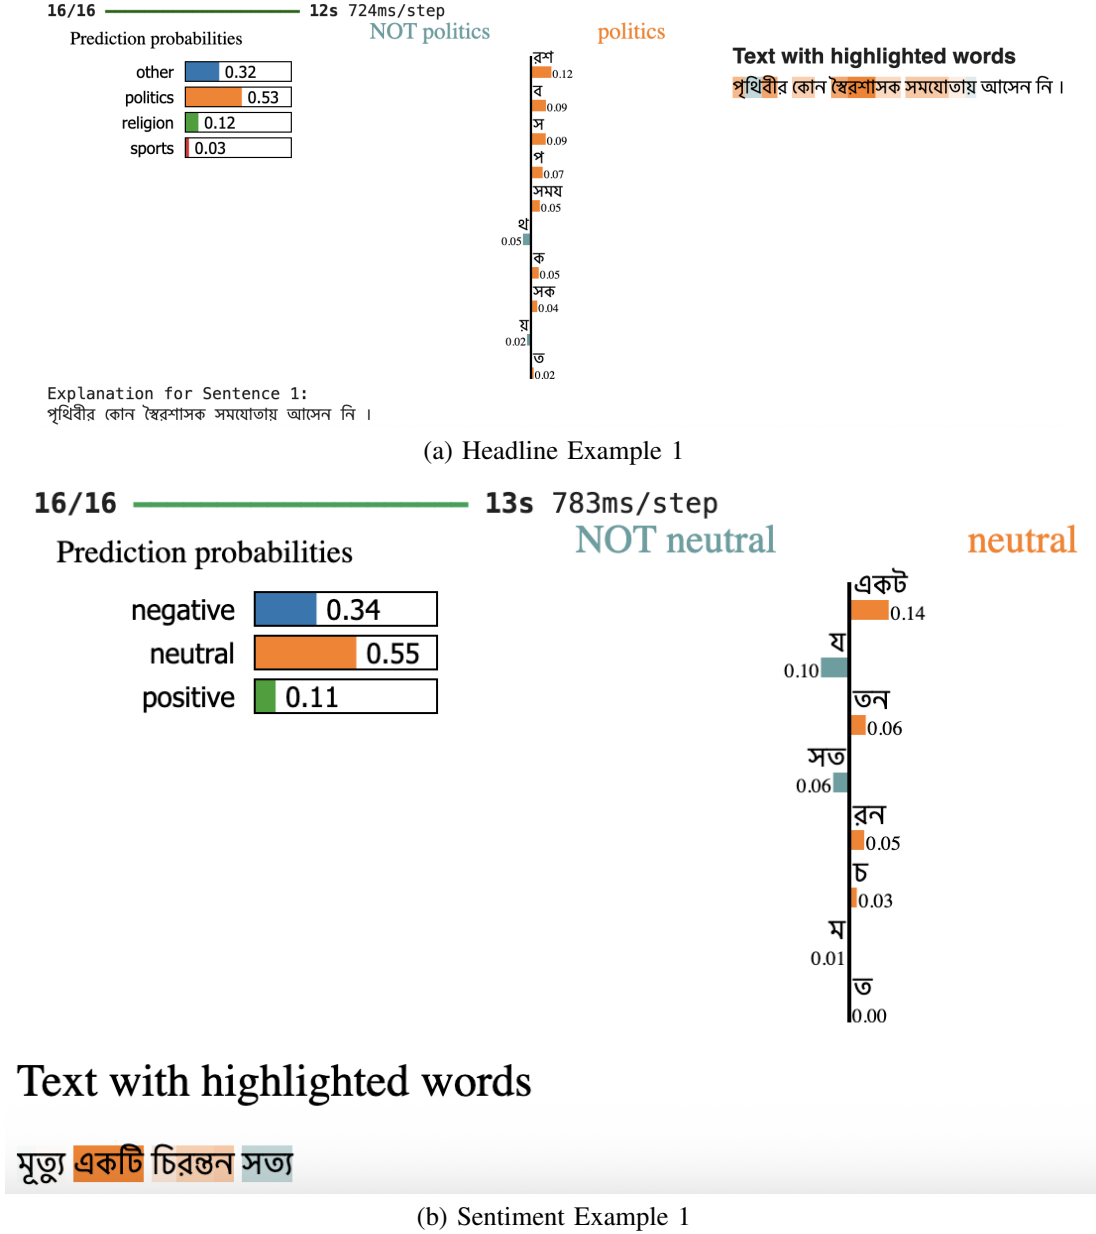 16/16 12s 724ms/step
Prediction probabilities
other 0.32
politics 0.53
religion 0.12
sports 0.03
NOT politics politics
রশ
0.12
ব
0.09
স
0.09
প
0.07
সময
0.05
থ
0.05
ক
0.05
সক
0.04
য়
0.02
ত
0.02
Text with highlighted words
পৃথিবীর কোন স্বৈরশাসক সমযোতায় আসেন নি ।
Explanation for Sentence 1:
পৃথিবীর কোন স্বৈরশাসক সমযোতায় আসেন নি ।
(a) Headline Example 1
16/16 13s 783ms/step
Prediction probabilities
negative 0.34
neutral 0.55
positive 0.11
NOT neutral neutral
একট
0.14
য
0.10
তন
0.06
সত
0.06
রন
0.05
চ
0.03
ম
0.01
ত
0.00
Text with highlighted words
মৃত্যু একটি চিরন্তন সত্য
(b) Sentiment Example 1